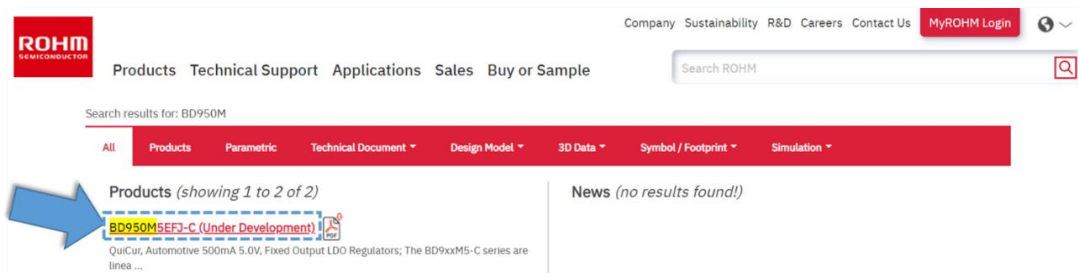 Company Sustainability R&D Careers Contact Us MyROHM Login
ROHM
SEMICONDUCTOR
Products Technical Support Applications Sales Buy or Sample
Search ROHM
Search results for: BD950M
All Products Parametric Technical Document Design Model 3D Data Symbol / Footprint Simulation
Products (showing 1 to 2 of 2)
News (no results found!)
BD950M5EFJ-C (Under Development)
PDF
QuiCur, Automotive 500mA 5.0V, Fixed Output LDO Regulators; The BD9xxM5-C series are
linea ...